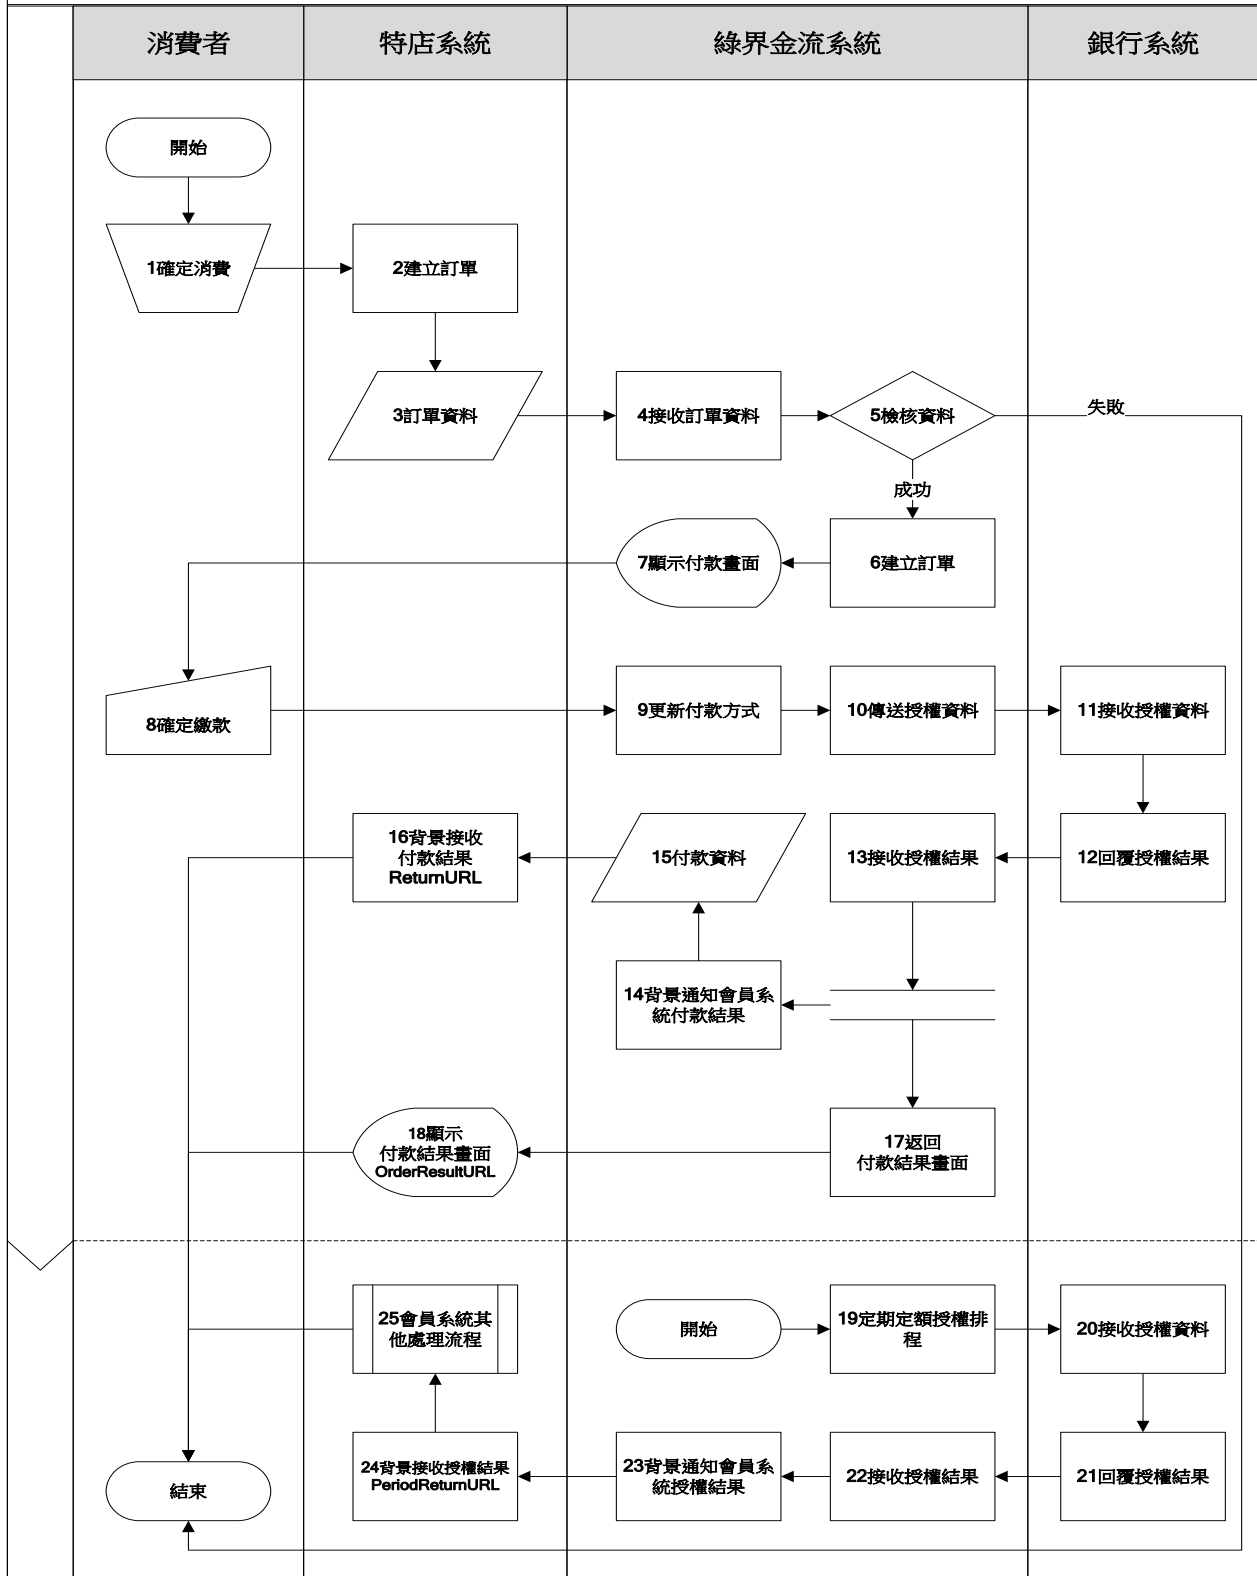 消費者
特店系統
綠界金流系統
銀行系統
開始
1確定消費
2建立訂單
3訂單資料
4接收訂單資料
5檢核資料
失敗
成功
7顯示付款畫面
6建立訂單
8確定繳款
9更新付款方式
10傳送授權資料
11接收授權資料
16背景接收
付款結果
ReturnURL
15付款資料
13接收授權結果
12回覆授權結果
14背景通知會員系
統付款結果
18顯示
付款結果畫面
OrderResultURL
17返回
付款結果畫面
25會員系統其
他處理流程
開始
19定期定額授權排
程
20接收授權資料
24背景接收授權結果
PeriodReturnURL
23背景通知會員系
統授權結果
22接收授權結果
21回覆授權結果
結束